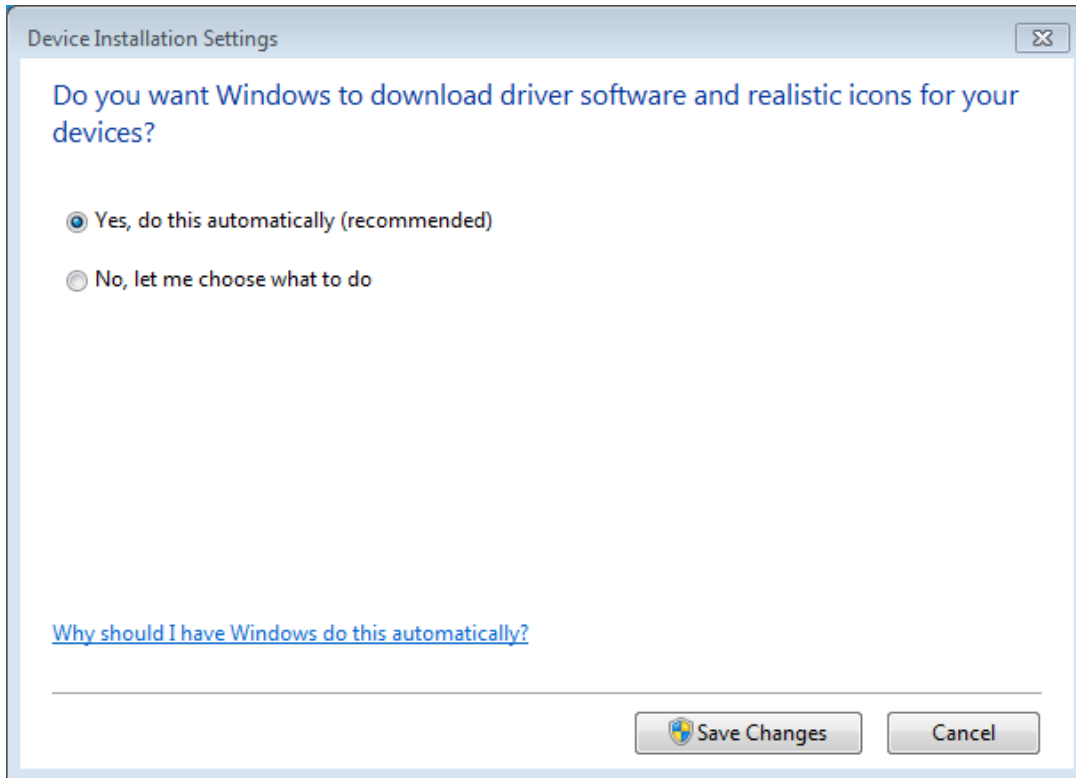 Device Installation Settings
Do you want Windows to download driver software and realistic icons for your
devices?
Yes, do this automatically (recommended)
No, let me choose what to do
Why should I have Windows do this automatically?
Save Changes
Cancel